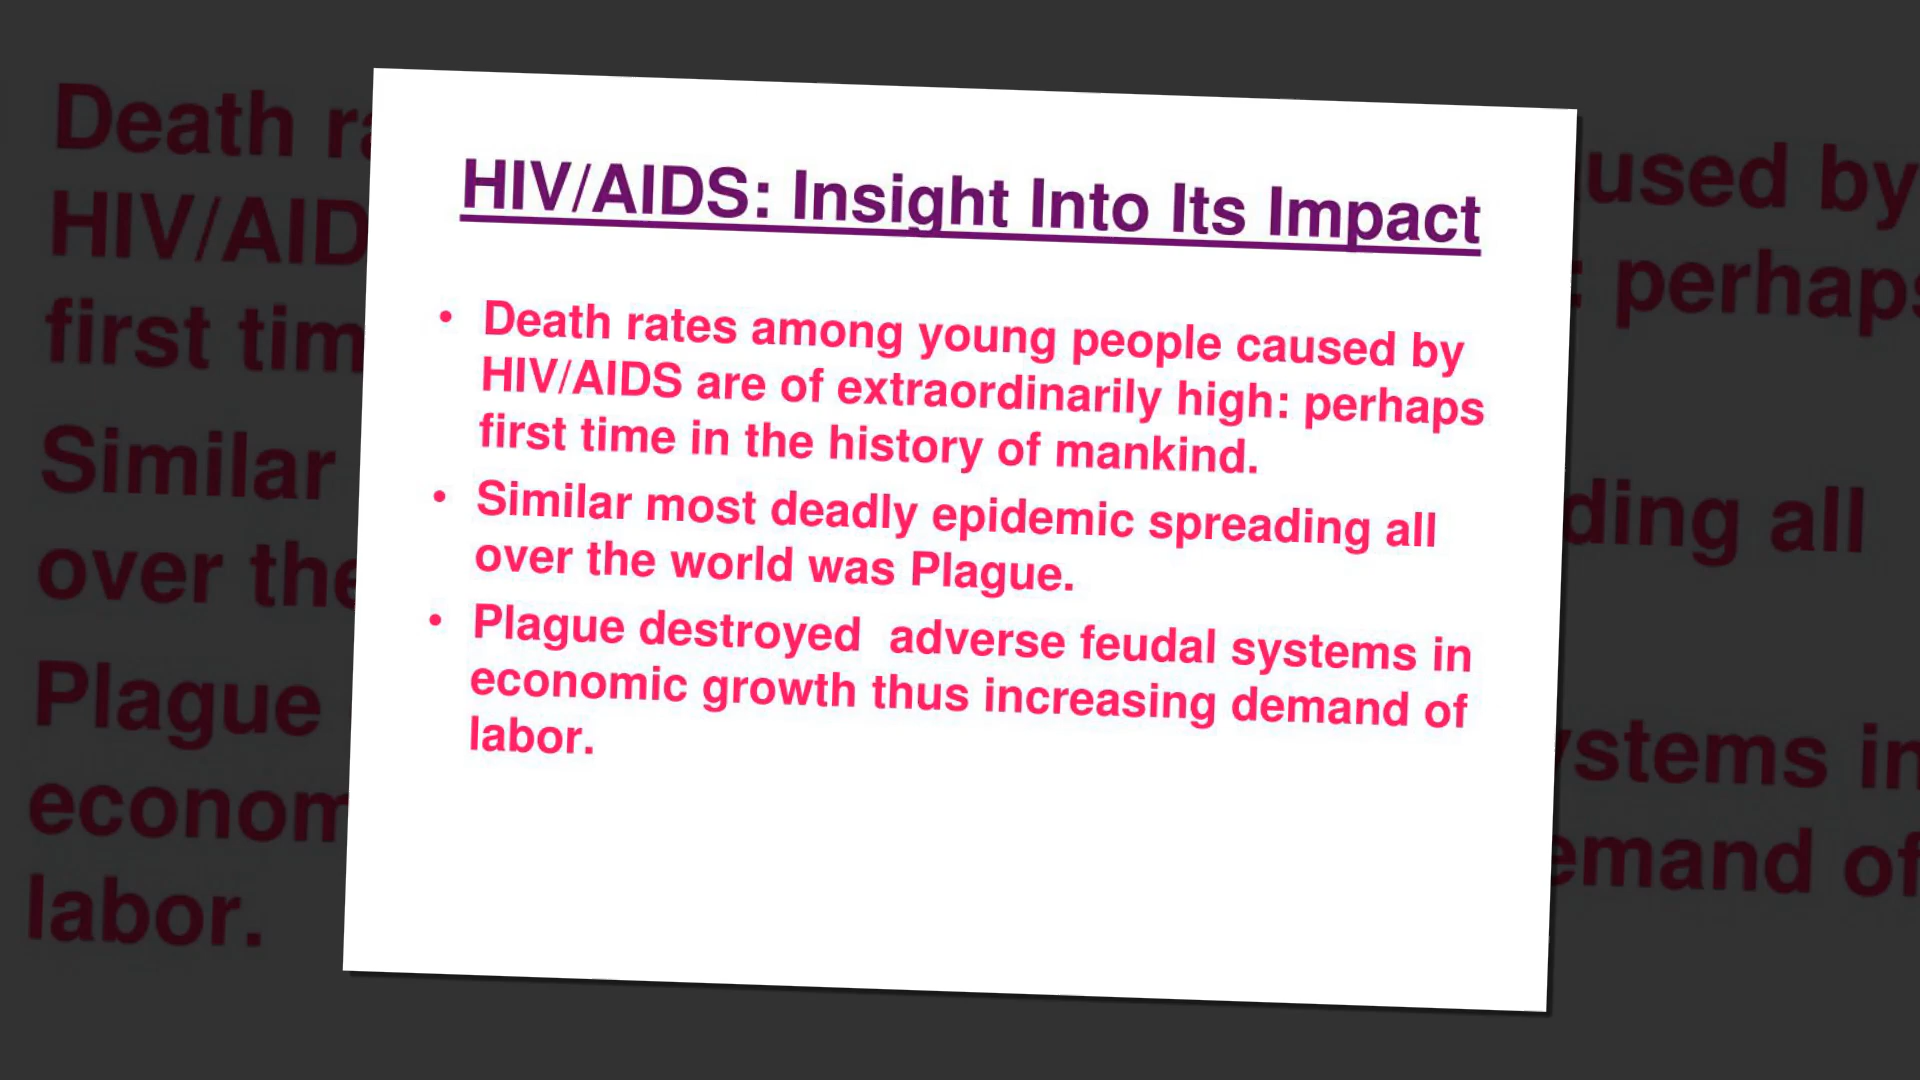 HIV/AIDS: Insight Into Its Impact
• Death rates among young people caused by
HIV/AIDS are of extraordinarily high: perhaps
first time in the history of mankind.
• Similar most deadly epidemic spreading all
over the world was Plague.
• Plague destroyed  adverse feudal systems in
economic growth thus increasing demand of
labor.